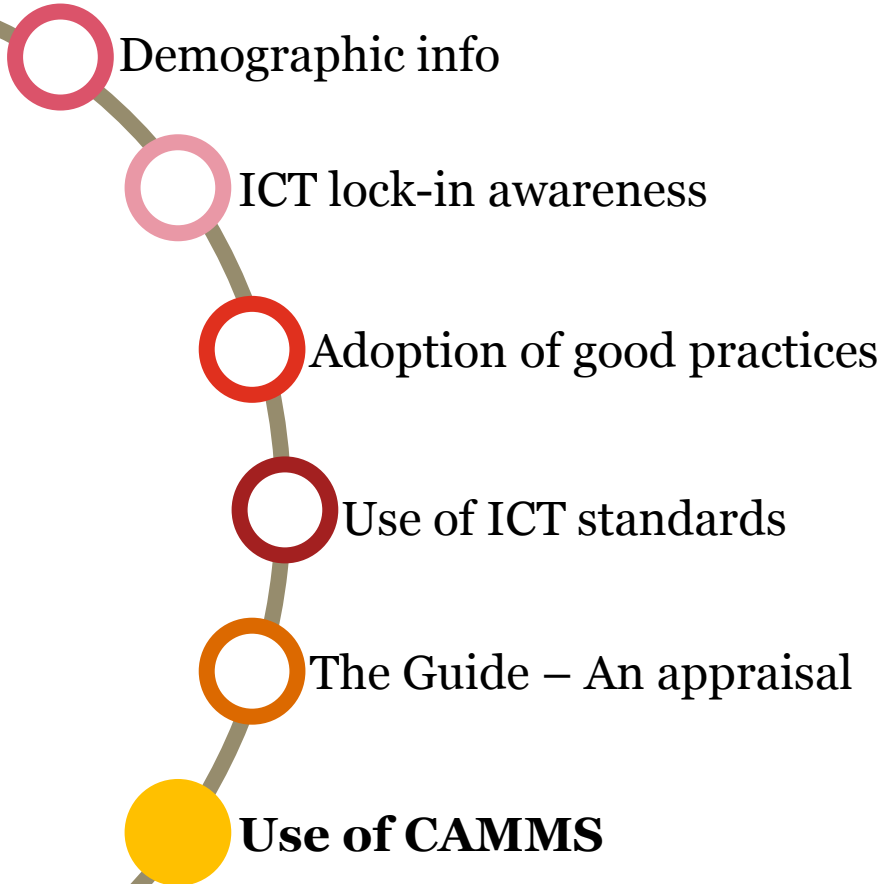 Demographic info
ICT lock-in awareness
Adoption of good practices
Use of ICT standards
The Guide – An appraisal
Use of CAMMS